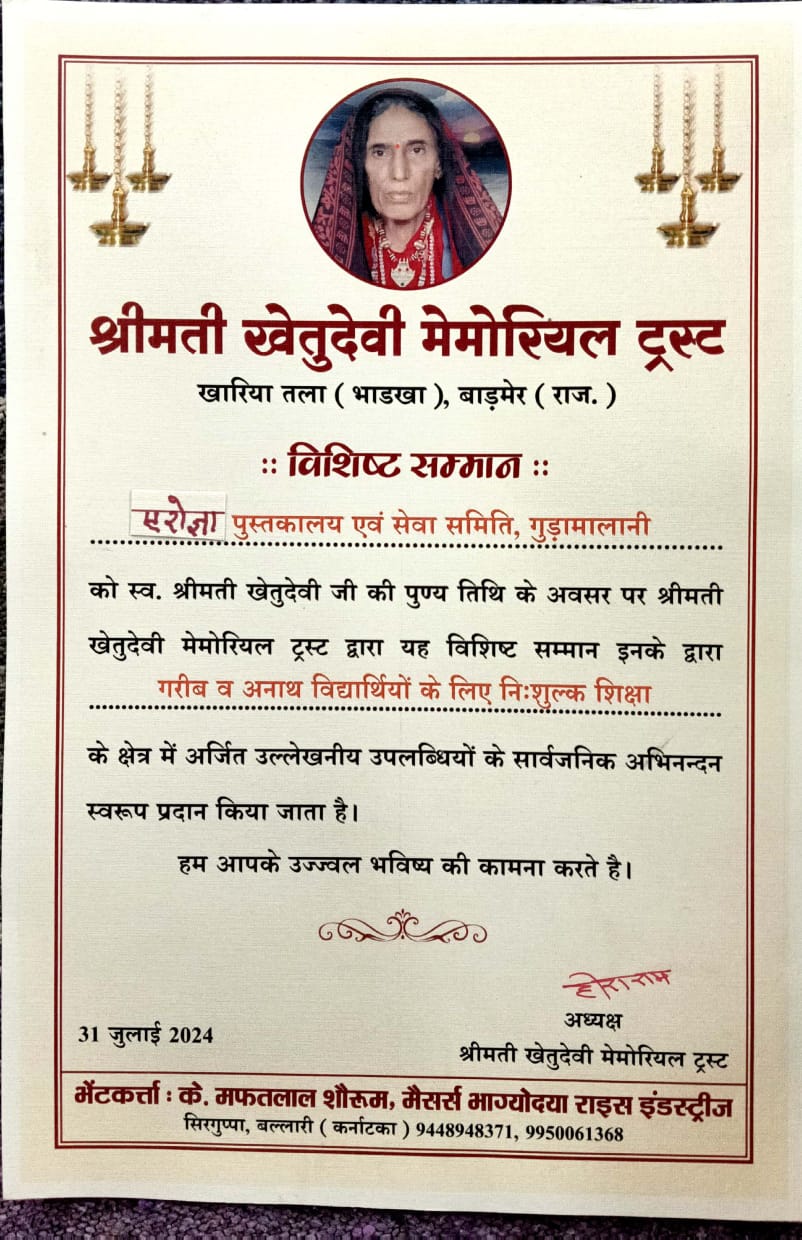 श्रीमती खेतुदेवी मेमोरियल ट्रस्ट
खारिया तला ( भाडखा ), बाड़मेर ( राज. )
:: विशिष्ट सम्मान ::
एरोज्ञा पुस्तकालय एवं सेवा समिति, गुड़ामालानी
को स्व. श्रीमती खेतुदेवी जी की पुण्य तिथि के अवसर पर श्रीमती
खेतुदेवी मेमोरियल ट्रस्ट द्वारा यह विशिष्ट सम्मान इनके द्वारा
गरीब व अनाथ विद्यार्थियों के लिए निःशुल्क शिक्षा
के क्षेत्र में अर्जित उल्लेखनीय उपलब्धियों के सार्वजनिक अभिनन्दन
स्वरूप प्रदान किया जाता है।
हम आपके उज्ज्वल भविष्य की कामना करते है।
हीराराम
अध्यक्ष
31 जुलाई 2024
श्रीमती खेतुदेवी मेमोरियल ट्रस्ट
भेंटकर्त्ता : के. मफतलाल शौरूम, मैसर्स भाग्योदया राइस इंडस्ट्रीज
सिरगुप्पा, बल्लारी ( कर्नाटका ) 9448948371, 9950061368